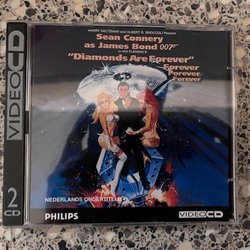 HARRY SALTZMAN and ALBERT R. BROCCOLI Present
Sean Connery
as James Bond 007
in IAN FLEMING'S
"Diamonds Are Forever"
Forever
Forever
Forever
NEDERLANDS ONDERTITELD
PHILIPS
VIDEO CD
VIDEO CD
2
CD